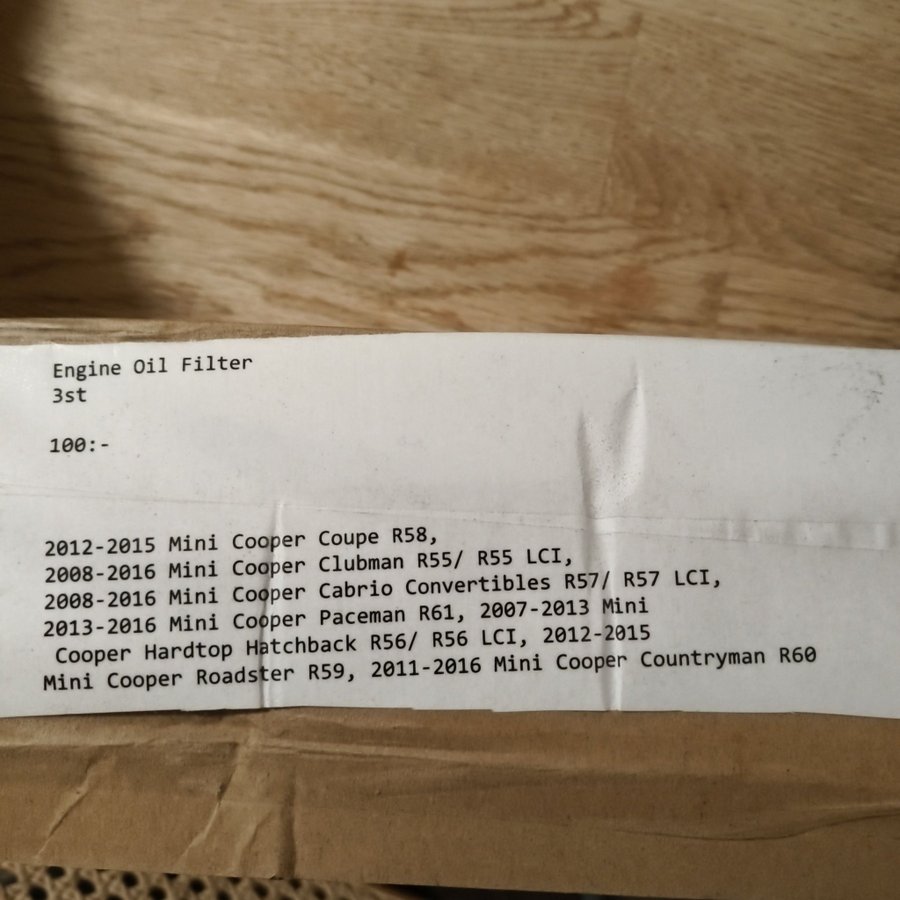 Engine Oil Filter
3st
100:-
2012-2015 Mini Cooper Coupe R58,
2008-2016 Mini Cooper Clubman R55/ R55 LCI,
2008-2016 Mini Cooper Cabrio Convertibles R57/ R57 LCI,
2013-2016 Mini Cooper Paceman R61, 2007-2013 Mini
Cooper Hardtop Hatchback R56/ R56 LCI, 2012-2015
Mini Cooper Roadster R59, 2011-2016 Mini Cooper Countryman R60